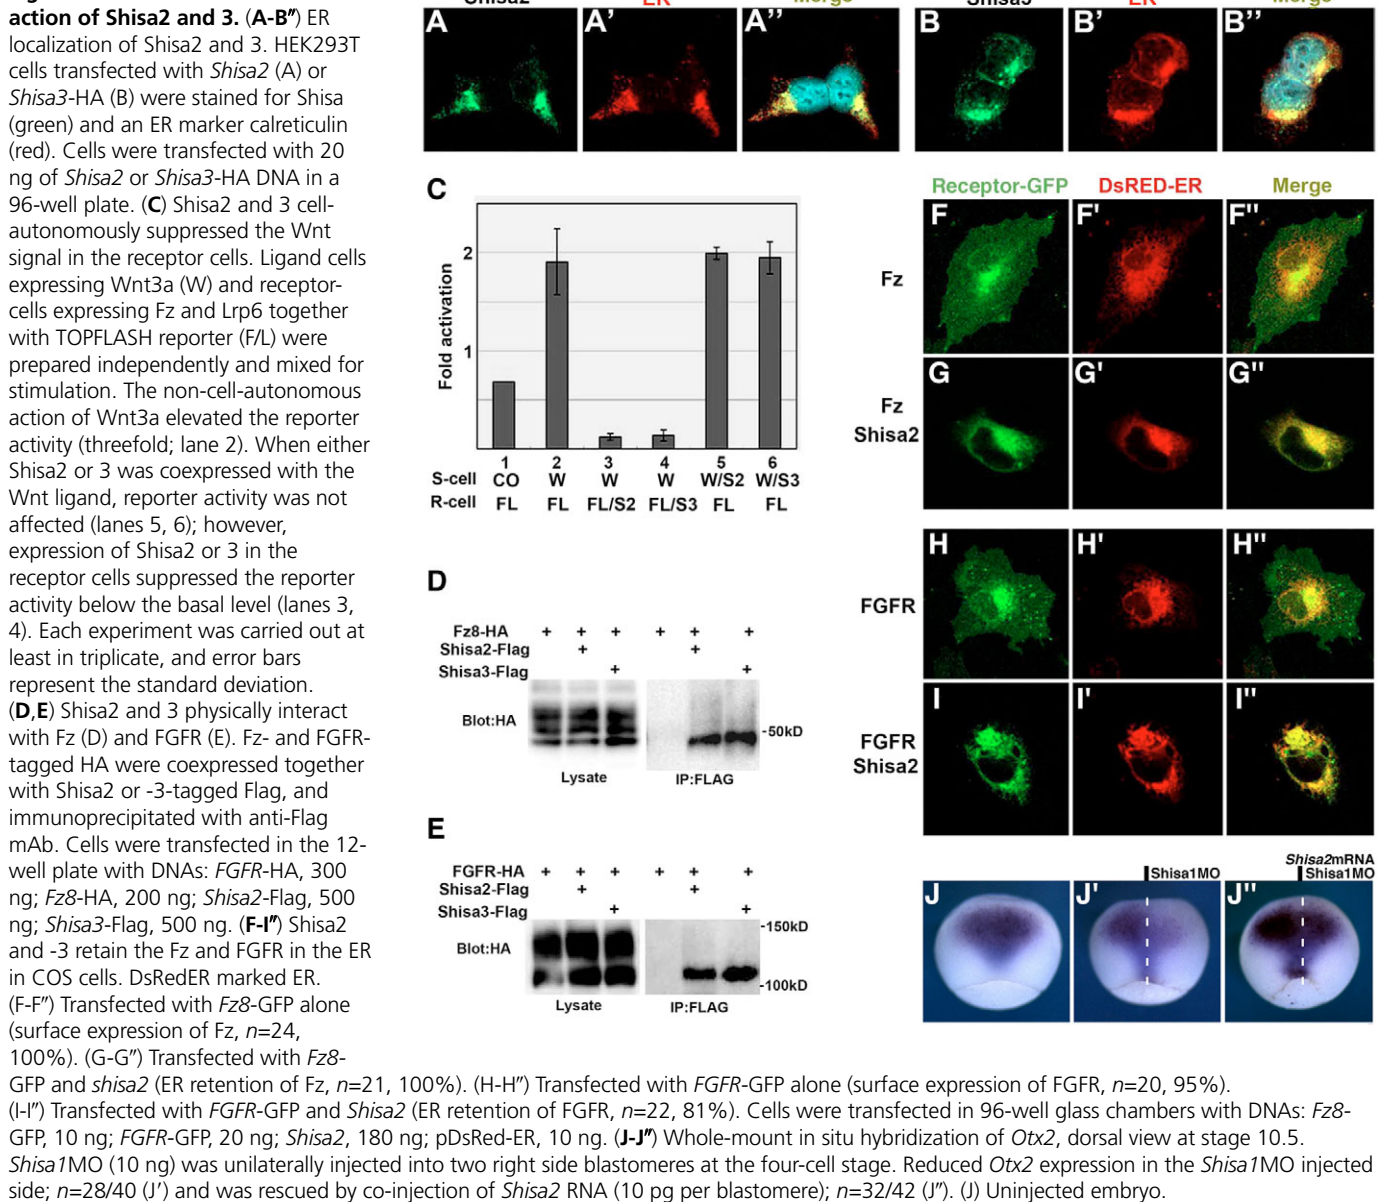 action of Shisa2 and 3. (A-B″) ER
localization of Shisa2 and 3. HEK293T
cells transfected with Shisa2 (A) or
Shisa3-HA (B) were stained for Shisa
(green) and an ER marker calreticulin
(red). Cells were transfected with 20
ng of Shisa2 or Shisa3-HA DNA in a
96-well plate. (C) Shisa2 and 3 cell-
autonomously suppressed the Wnt
signal in the receptor cells. Ligand cells
expressing Wnt3a (W) and receptor-
cells expressing Fz and Lrp6 together
with TOPFLASH reporter (F/L) were
prepared independently and mixed for
stimulation. The non-cell-autonomous
action of Wnt3a elevated the reporter
activity (threefold; lane 2). When either
Shisa2 or 3 was coexpressed with the
Wnt ligand, reporter activity was not
affected (lanes 5, 6); however,
expression of Shisa2 or 3 in the
receptor cells suppressed the reporter
activity below the basal level (lanes 3,
4). Each experiment was carried out at
least in triplicate, and error bars
represent the standard deviation.
(D,E) Shisa2 and 3 physically interact
with Fz (D) and FGFR (E). Fz- and FGFR-
tagged HA were coexpressed together
with Shisa2 or -3-tagged Flag, and
immunoprecipitated with anti-Flag
mAb. Cells were transfected in the 12-
well plate with DNAs: FGFR-HA, 300
ng; Fz8-HA, 200 ng; Shisa2-Flag, 500
ng; Shisa3-Flag, 500 ng. (F-I″) Shisa2
and -3 retain the Fz and FGFR in the ER
in COS cells. DsRedER marked ER.
(F-F″) Transfected with Fz8-GFP alone
(surface expression of Fz, n=24,
100%). (G-G″) Transfected with Fz8-
GFP and shisa2 (ER retention of Fz, n=21, 100%). (H-H″) Transfected with FGFR-GFP alone (surface expression of FGFR, n=20, 95%).
(I-I″) Transfected with FGFR-GFP and Shisa2 (ER retention of FGFR, n=22, 81%). Cells were transfected in 96-well glass chambers with DNAs: Fz8-
GFP, 10 ng; FGFR-GFP, 20 ng; Shisa2, 180 ng; pDsRed-ER, 10 ng. (J-J″) Whole-mount in situ hybridization of Otx2, dorsal view at stage 10.5.
Shisa1MO (10 ng) was unilaterally injected into two right side blastomeres at the four-cell stage. Reduced Otx2 expression in the Shisa1MO injected
side; n=28/40 (J′) and was rescued by co-injection of Shisa2 RNA (10 pg per blastomere); n=32/42 (J″). (J) Uninjected embryo.
Shisa2 ER Merge Shisa3 ER Merge
A A' A'' B B' B''
C
2
1
Fold activation
1 2 3 4 5 6
S-cell CO W W W W/S2 W/S3
R-cell FL FL FL/S2 FL/S3 FL FL
D
Fz8-HA + + + + + +
Shisa2-Flag + +
Shisa3-Flag + +
Blot:HA
-50kD
Lysate IP:FLAG
E
FGFR-HA + + + + + +
Shisa2-Flag + +
Shisa3-Flag + +
-150kD
Blot:HA
-100kD
Lysate IP:FLAG
Receptor-GFP DsRED-ER Merge
Fz
F F' F''
Fz
Shisa2
G G' G''
FGFR
H H' H''
FGFR
Shisa2
I I' I''
Shisa2mRNA
Shisa1MO Shisa1MO
J J' J''